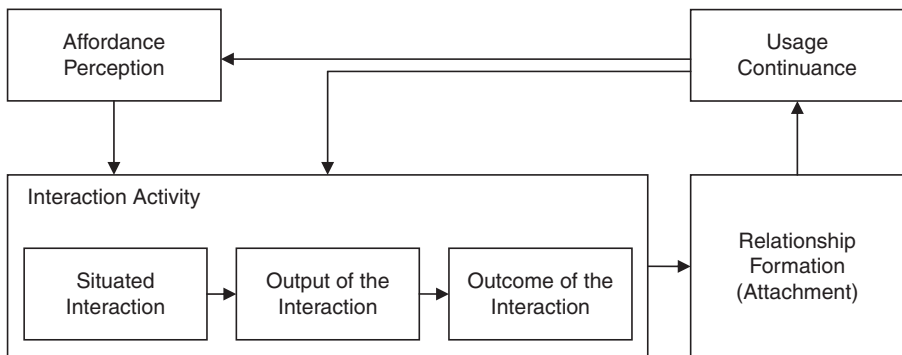 Affordance
Perception
Usage
Continuance
Interaction Activity
Situated
Interaction
Output of the
Interaction
Outcome of the
Interaction
Relationship
Formation
(Attachment)